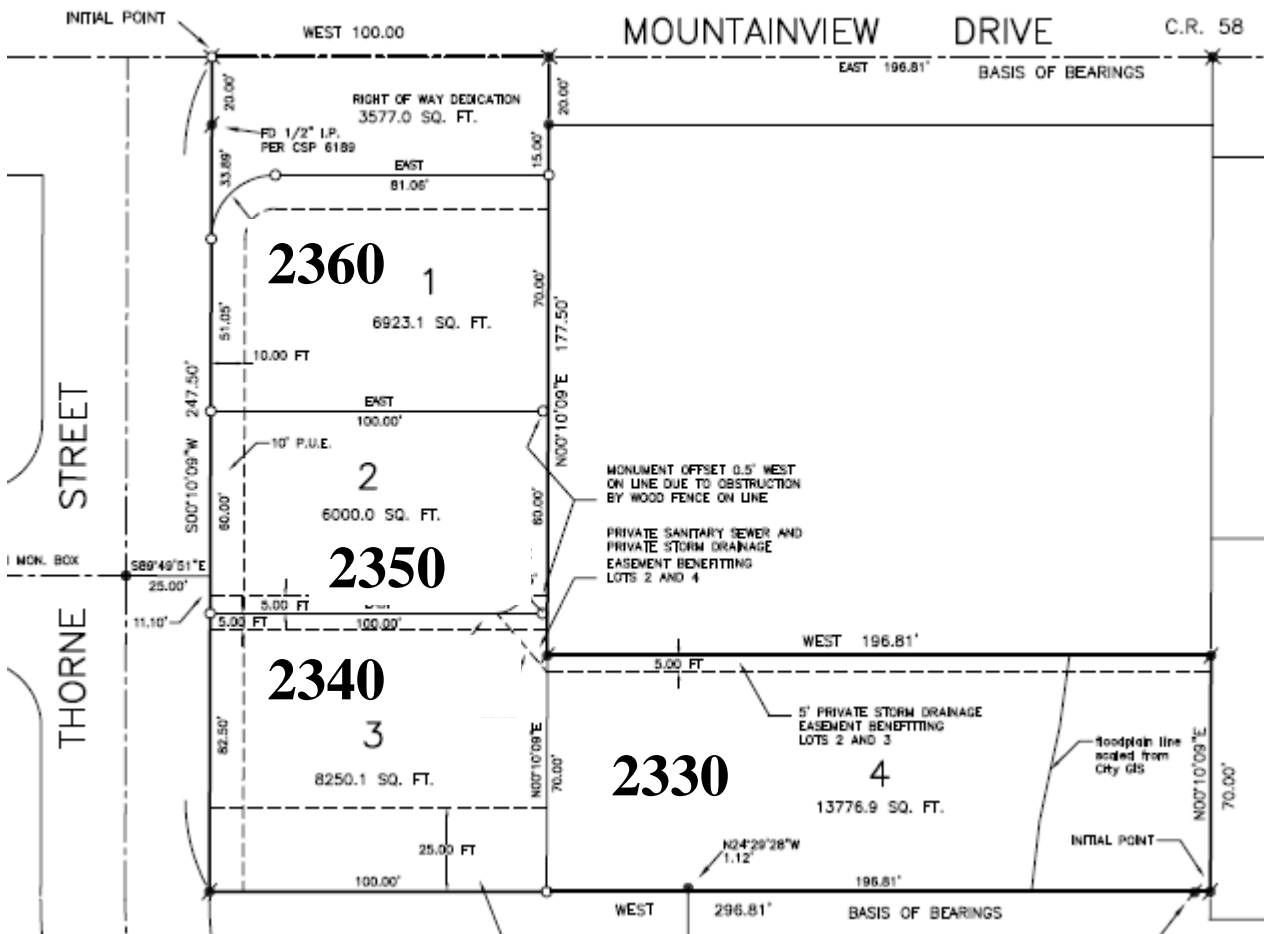 INITIAL POINT
WEST 100.00
MOUNTAINVIEW DRIVE
C.R. 58
EAST 196.81'
BASIS OF BEARINGS
20.00'
RIGHT OF WAY DEDICATION
3577.0 SQ. FT.
20.00'
FD 1/2" I.P.
PER CSP 6189
33.89'
15.00'
EAST
81.06'
2360
1
6923.1 SQ. FT.
51.05'
70.00'
10.00 FT
S00°10'09"W 247.50'
N00°10'09"E 177.50'
EAST
100.00'
10' P.U.E.
2
6000.0 SQ. FT.
60.00'
60.00'
2350
MONUMENT OFFSET 0.5' WEST
ON LINE DUE TO OBSTRUCTION
BY WOOD FENCE ON LINE
PRIVATE SANITARY SEWER AND
PRIVATE STORM DRAINAGE
EASEMENT BENEFITTING
LOTS 2 AND 4
THORNE STREET
MON. BOX
S89°49'51"E
25.00'
11.10'
5.00 FT
5.00 FT
100.00'
WEST 196.81'
5.00 FT
2340
3
8250.1 SQ. FT.
82.50'
N00°10'09"E
70.00'
5' PRIVATE STORM DRAINAGE
EASEMENT BENEFITTING
LOTS 2 AND 3
2330
4
13776.9 SQ. FT.
floodplain line
scaled from
City GIS
N00°10'09"E
70.00'
25.00 FT
N24°29'28"W
1.12'
INITIAL POINT
100.00'
196.81'
WEST 296.81'
BASIS OF BEARINGS